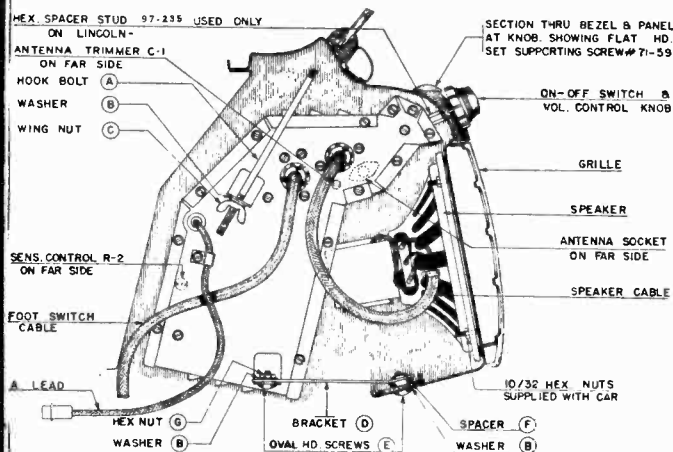 HEX. SPACER STUD 97-235 USED ONLY
ON LINCOLN-
ANTENNA TRIMMER C-1
ON FAR SIDE
HOOK BOLT A
WASHER B
WING NUT C
SENS. CONTROL R-2
ON FAR SIDE
FOOT SWITCH
CABLE
A LEAD
HEX NUT G
WASHER B
BRACKET D
OVAL HD. SCREWS E
SECTION THRU BEZEL & PANEL
AT KNOB. SHOWING FLAT HD.
SET SUPPORTING SCREW # 71-59
ON-OFF SWITCH &
VOL. CONTROL KNOB
GRILLE
SPEAKER
ANTENNA SOCKET
ON FAR SIDE
SPEAKER CABLE
10/32 HEX. NUTS
SUPPLIED WITH CAR
SPACER F
WASHER B